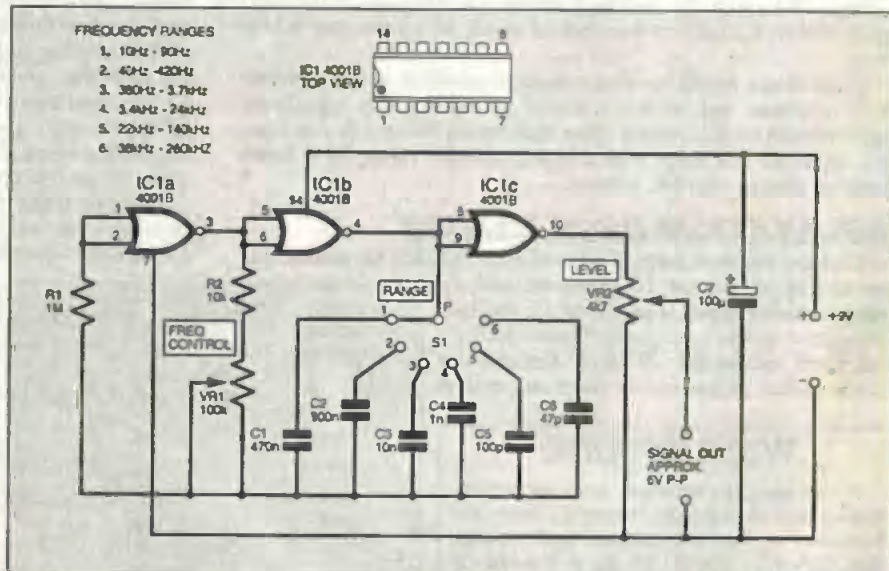 FREQUENCY RANGES
1. 10Hz - 90Hz
2. 40Hz -420Hz
3. 380Hz - 3.7kHz
4. 3.4kHz - 24kHz
5. 22kHz - 140kHz
6. 38kHz - 260kHZ
14
8
IC1 4001B
TOP VIEW
1
7
IC1a
4001B
1
2
3
7
IC1b
4001B
14
5
6
4
IC1c
4001B
8
9
10
R1
1M
R2
10k
FREQ
CONTROL
VR1
100k
RANGE
1
P
6
2
S1
5
3
4
C1
470n
C2
100n
C3
10n
C4
1n
C5
100p
C6
47p
LEVEL
VR2
4k7
+
C7
100µ
+
+9V
-
SIGNAL OUT
APPROX.
6V P-P